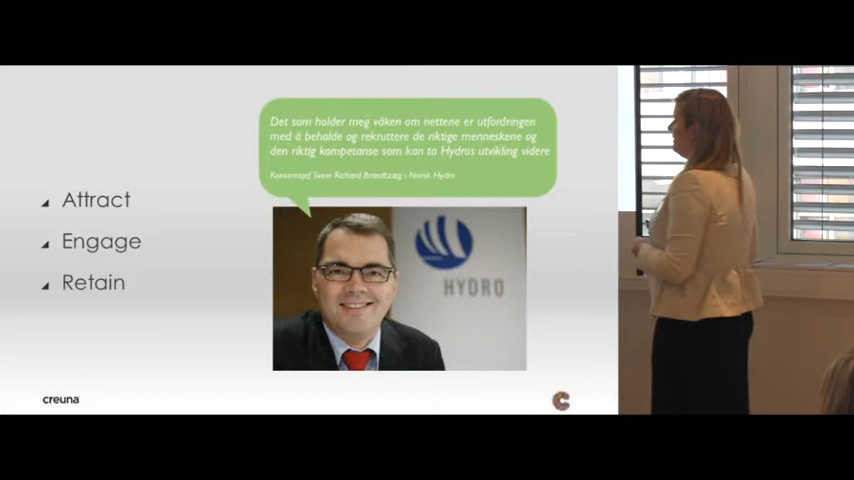 Det som holder meg våken om nettene er utfordringen
med å beholde og rekruttere de riktige menneskene og
den riktig kompetanse som kan ta Hydros utvikling videre
Konsernsjef Svein Richard Brandtzæg i Norsk Hydro
Attract
Engage
Retain
HYDRO
creuna